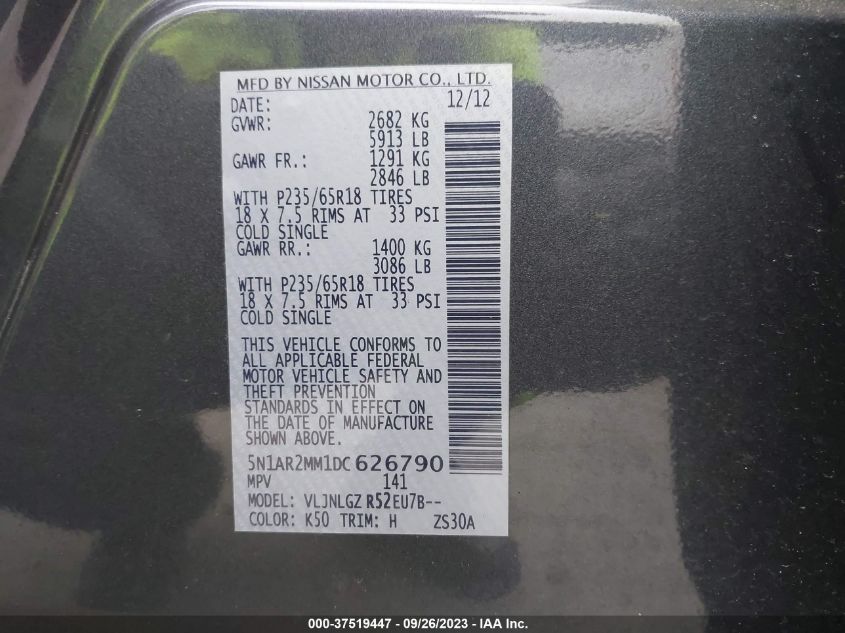 MFD BY NISSAN MOTOR CO., LTD.
DATE: 12/12
GVWR: 2682 KG
5913 LB
GAWR FR.: 1291 KG
2846 LB
WITH P235/65R18 TIRES
18 X 7.5 RIMS AT 33 PSI
COLD SINGLE
GAWR RR.: 1400 KG
3086 LB
WITH P235/65R18 TIRES
18 X 7.5 RIMS AT 33 PSI
COLD SINGLE
THIS VEHICLE CONFORMS TO
ALL APPLICABLE FEDERAL
MOTOR VEHICLE SAFETY AND
THEFT PREVENTION
STANDARDS IN EFFECT ON
THE DATE OF MANUFACTURE
SHOWN ABOVE.
5N1AR2MM1DC 626790
MPV 141
MODEL: VLJNLGZ R52EU7B--
COLOR: K50 TRIM: H ZS30A
000-37519447 - 09/26/2023 - IAA Inc.